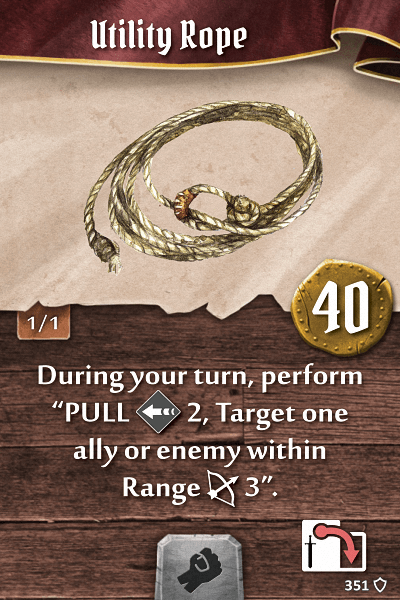 Utility Rope
1/1
40
During your turn, perform
“PULL 2, Target one
ally or enemy within
Range 3”.
351